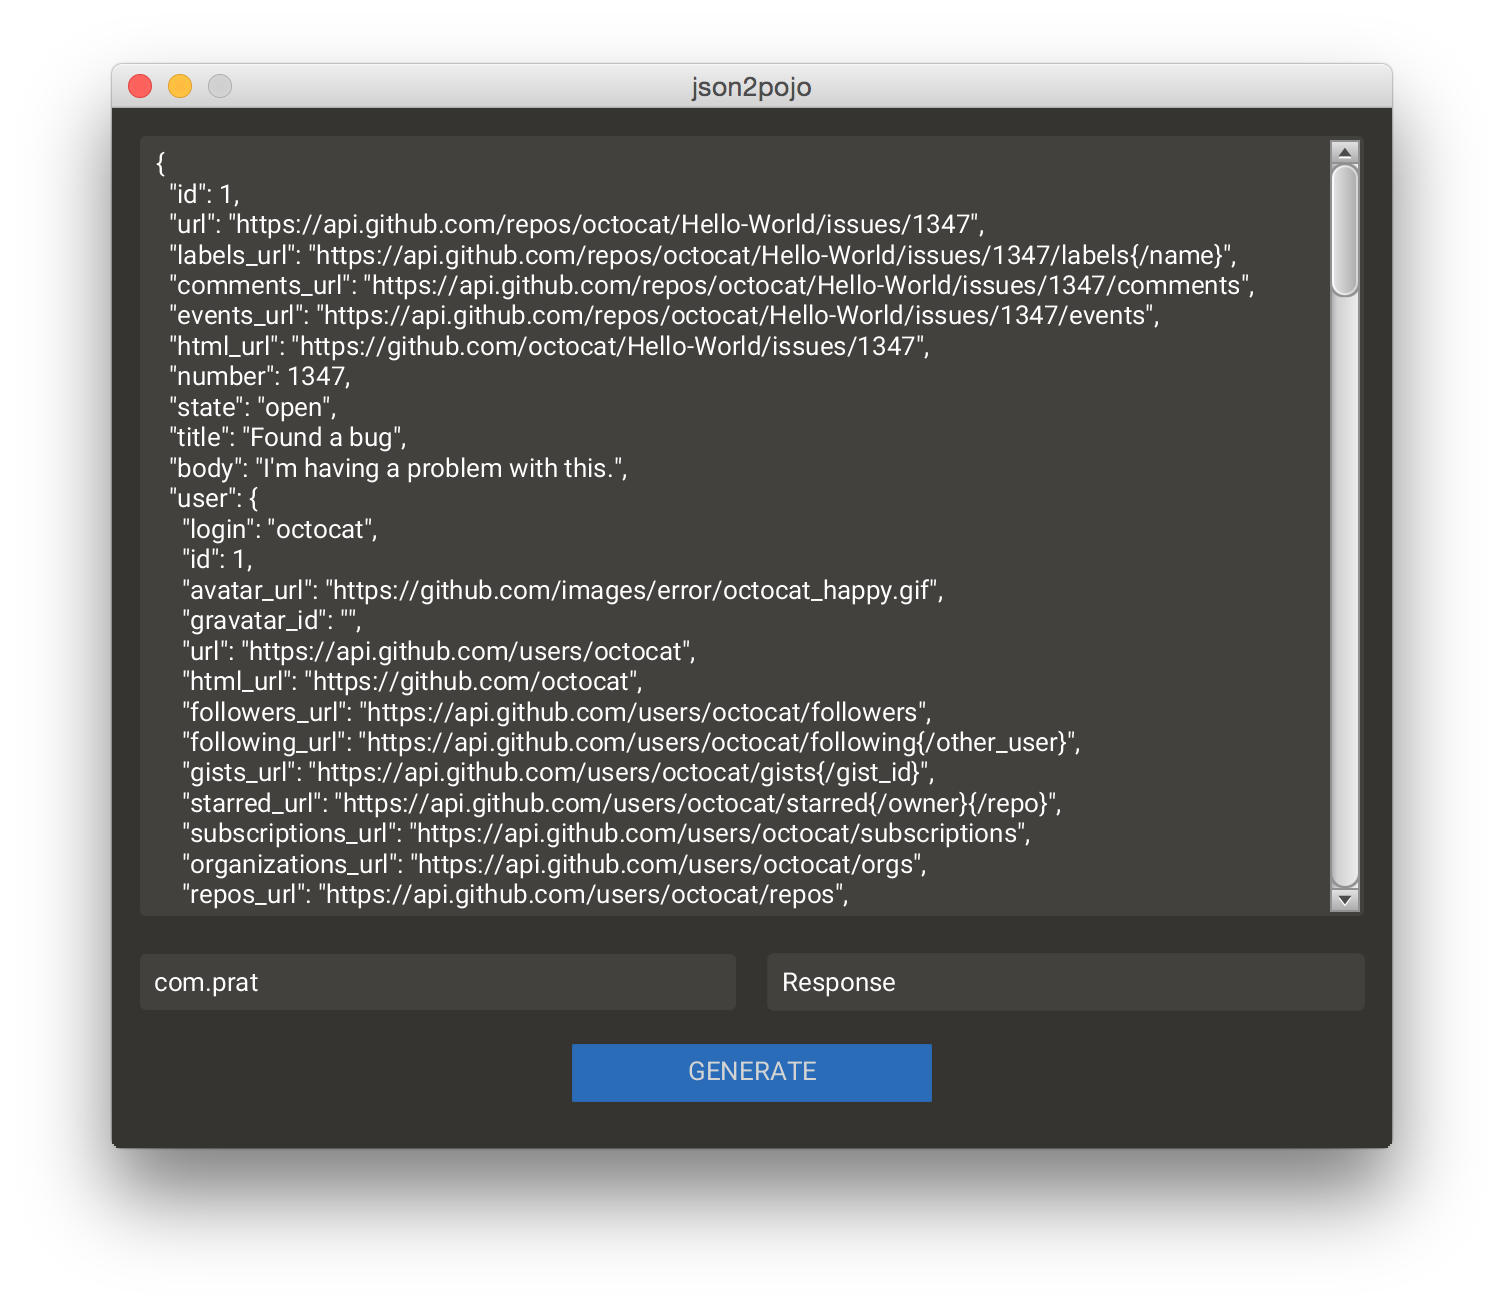 json2pojo
{
"id": 1,
"url": "https://api.github.com/repos/octocat/Hello-World/issues/1347",
"labels_url": "https://api.github.com/repos/octocat/Hello-World/issues/1347/labels{/name}",
"comments_url": "https://api.github.com/repos/octocat/Hello-World/issues/1347/comments",
"events_url": "https://api.github.com/repos/octocat/Hello-World/issues/1347/events",
"html_url": "https://github.com/octocat/Hello-World/issues/1347",
"number": 1347,
"state": "open",
"title": "Found a bug",
"body": "I'm having a problem with this.",
"user": {
"login": "octocat",
"id": 1,
"avatar_url": "https://github.com/images/error/octocat_happy.gif",
"gravatar_id": "",
"url": "https://api.github.com/users/octocat",
"html_url": "https://github.com/octocat",
"followers_url": "https://api.github.com/users/octocat/followers",
"following_url": "https://api.github.com/users/octocat/following{/other_user}",
"gists_url": "https://api.github.com/users/octocat/gists{/gist_id}",
"starred_url": "https://api.github.com/users/octocat/starred{/owner}{/repo}",
"subscriptions_url": "https://api.github.com/users/octocat/subscriptions",
"organizations_url": "https://api.github.com/users/octocat/orgs",
"repos_url": "https://api.github.com/users/octocat/repos",
com.prat
Response
GENERATE